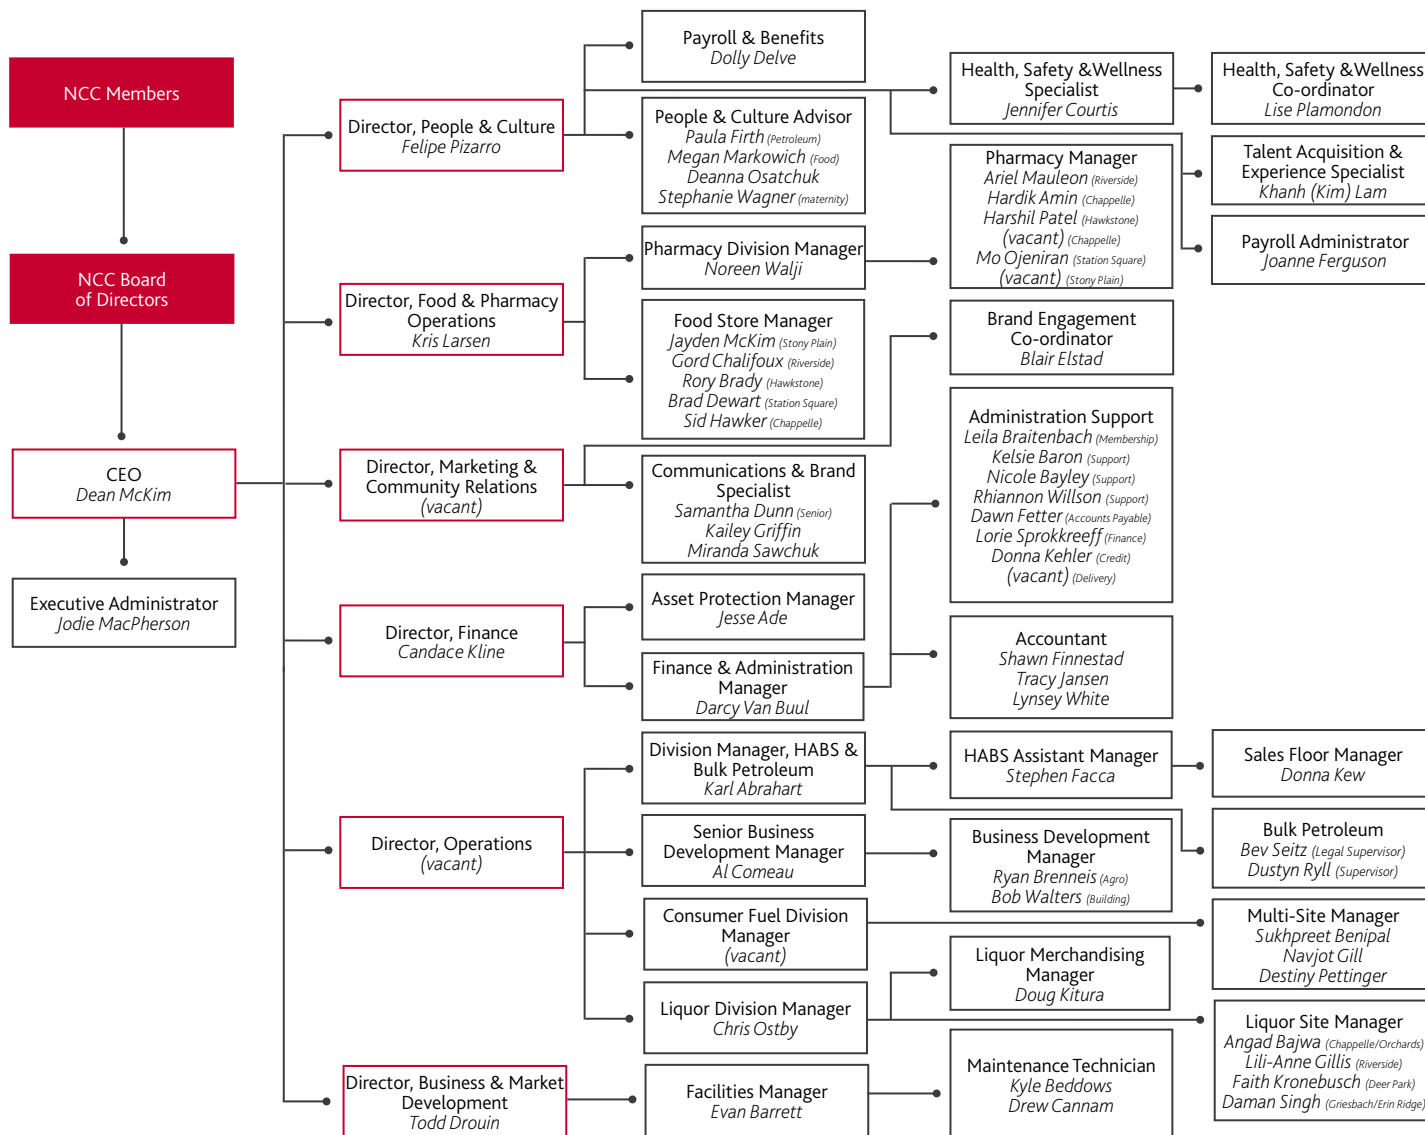 NCC Members
NCC Board
of Directors
CEO
Dean McKim
Executive Administrator
Jodie MacPherson
Director, People & Culture
Felipe Pizarro
Director, Food & Pharmacy
Operations
Kris Larsen
Director, Marketing &
Community Relations
(vacant)
Director, Finance
Candace Kline
Director, Operations
(vacant)
Director, Business & Market
Development
Todd Drouin
Payroll & Benefits
Dolly Delve
People & Culture Advisor
Paula Firth (Petroleum)
Megan Markowich (Food)
Deanna Osatchuk
Stephanie Wagner (maternity)
Pharmacy Division Manager
Noreen Walji
Food Store Manager
Jayden McKim (Stony Plain)
Gord Chalifoux (Riverside)
Rory Brady (Hawkstone)
Brad Dewart (Station Square)
Sid Hawker (Chappelle)
Communications & Brand
Specialist
Samantha Dunn (Senior)
Kailey Griffin
Miranda Sawchuk
Asset Protection Manager
Jesse Ade
Finance & Administration
Manager
Darcy Van Buul
Division Manager, HABS &
Bulk Petroleum
Karl Abrahart
Senior Business
Development Manager
Al Comeau
Consumer Fuel Division
Manager
(vacant)
Liquor Division Manager
Chris Ostby
Facilities Manager
Evan Barrett
Health, Safety &Wellness
Specialist
Jennifer Courtis
Pharmacy Manager
Ariel Mauleon (Riverside)
Hardik Amin (Chappelle)
Harshil Patel (Hawkstone)
(vacant) (Chappelle)
Mo Ojeniran (Station Square)
(vacant) (Stony Plain)
Brand Engagement
Co-ordinator
Blair Elstad
Administration Support
Leila Braitenbach (Membership)
Kelsie Baron (Support)
Nicole Bayley (Support)
Rhiannon Willson (Support)
Dawn Fetter (Accounts Payable)
Lorie Sprokkreeff (Finance)
Donna Kehler (Credit)
(vacant) (Delivery)
Accountant
Shawn Finnestad
Tracy Jansen
Lynsey White
HABS Assistant Manager
Stephen Facca
Business Development
Manager
Ryan Brenneis (Agro)
Bob Walters (Building)
Liquor Merchandising
Manager
Doug Kitura
Maintenance Technician
Kyle Beddows
Drew Cannam
Health, Safety &Wellness
Co-ordinator
Lise Plamondon
Talent Acquisition &
Experience Specialist
Khanh (Kim) Lam
Payroll Administrator
Joanne Ferguson
Sales Floor Manager
Donna Kew
Bulk Petroleum
Bev Seitz (Legal Supervisor)
Dustyn Ryll (Supervisor)
Multi-Site Manager
Sukhpreet Benipal
Navjot Gill
Destiny Pettinger
Liquor Site Manager
Angad Bajwa (Chappelle/Orchards)
Lili-Anne Gillis (Riverside)
Faith Kronebusch (Deer Park)
Daman Singh (Griesbach/Erin Ridge)